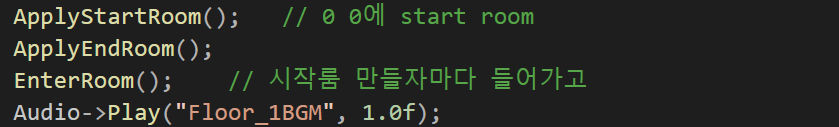 ApplyStartRoom();   // 0 0에 start room
ApplyEndRoom();
EnterRoom();    // 시작룸 만들자마다 들어가고
Audio->Play("Floor_1BGM", 1.0f);